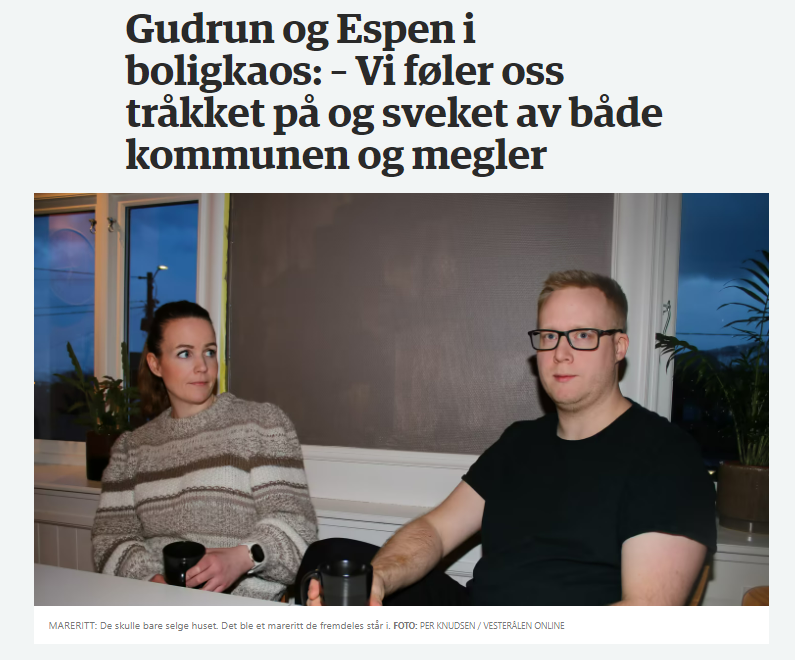 Gudrun og Espen i
boligkaos: – Vi føler oss
tråkket på og sveket av både
kommunen og megler
MARERITT: De skulle bare selge huset. Det ble et mareritt de fremdeles står i. FOTO: PER KNUDSEN / VESTERÅLEN ONLINE